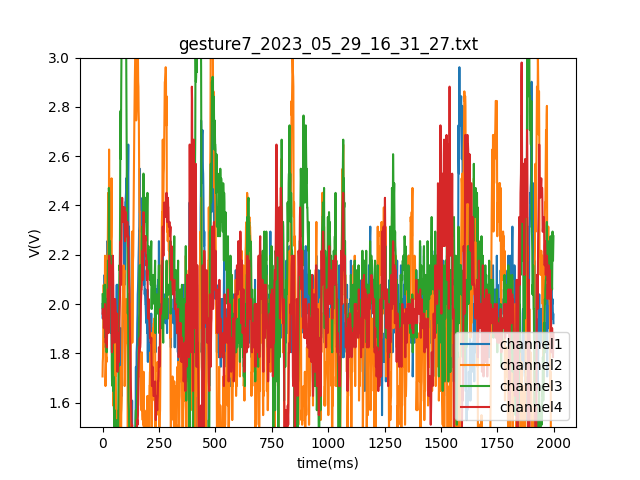 gesture7_2023_05_29_16_31_27.txt
V(V)
3.0
2.8
2.6
2.4
2.2
2.0
1.8
1.6
channel1
channel2
channel3
channel4
0 250 500 750 1000 1250 1500 1750 2000
time(ms)